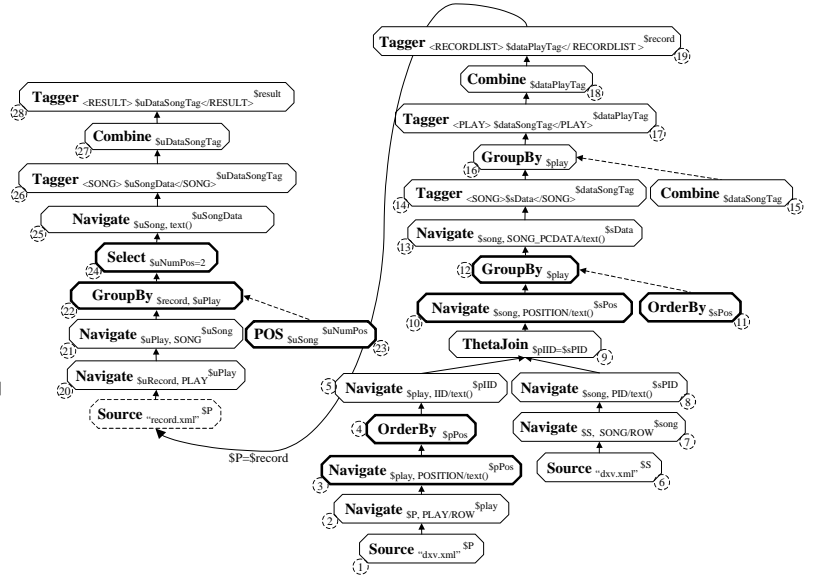 Tagger <RECORDLIST> $dataPlayTag</ RECORDLIST > $record
19
Combine $dataPlayTag
18
Tagger <PLAY> $dataSongTag</PLAY> $dataPlayTag
17
GroupBy $play
16
Combine $dataSongTag
15
Tagger <SONG>$sData</SONG> $dataSongTag
14
Navigate $song, SONG_PCDATA/text() $sData
13
GroupBy $play
12
OrderBy $sPos
11
Navigate $song, POSITION/text() $sPos
10
ThetaJoin $pIID=$sPID
9
Navigate $play, IID/text() $pIID
5
Navigate $song, PID/text() $sPID
8
OrderBy $pPos
4
Navigate $S, SONG/ROW $song
7
Navigate $play, POSITION/text() $pPos
3
Source "dxv.xml" $S
6
Navigate $P, PLAY/ROW $play
2
Source "dxv.xml" $P
1
Tagger <RESULT> $uDataSongTag</RESULT> $result
28
Combine $uDataSongTag
27
Tagger <SONG> $uSongData</SONG> $uDataSongTag
26
Navigate $uSong, text() $uSongData
25
Select $uNumPos=2
24
GroupBy $record, $uPlay
22
POS $uSong $uNumPos
23
Navigate $uPlay, SONG $uSong
21
Navigate $uRecord, PLAY $uPlay
20
Source "record.xml" $P
$P=$record